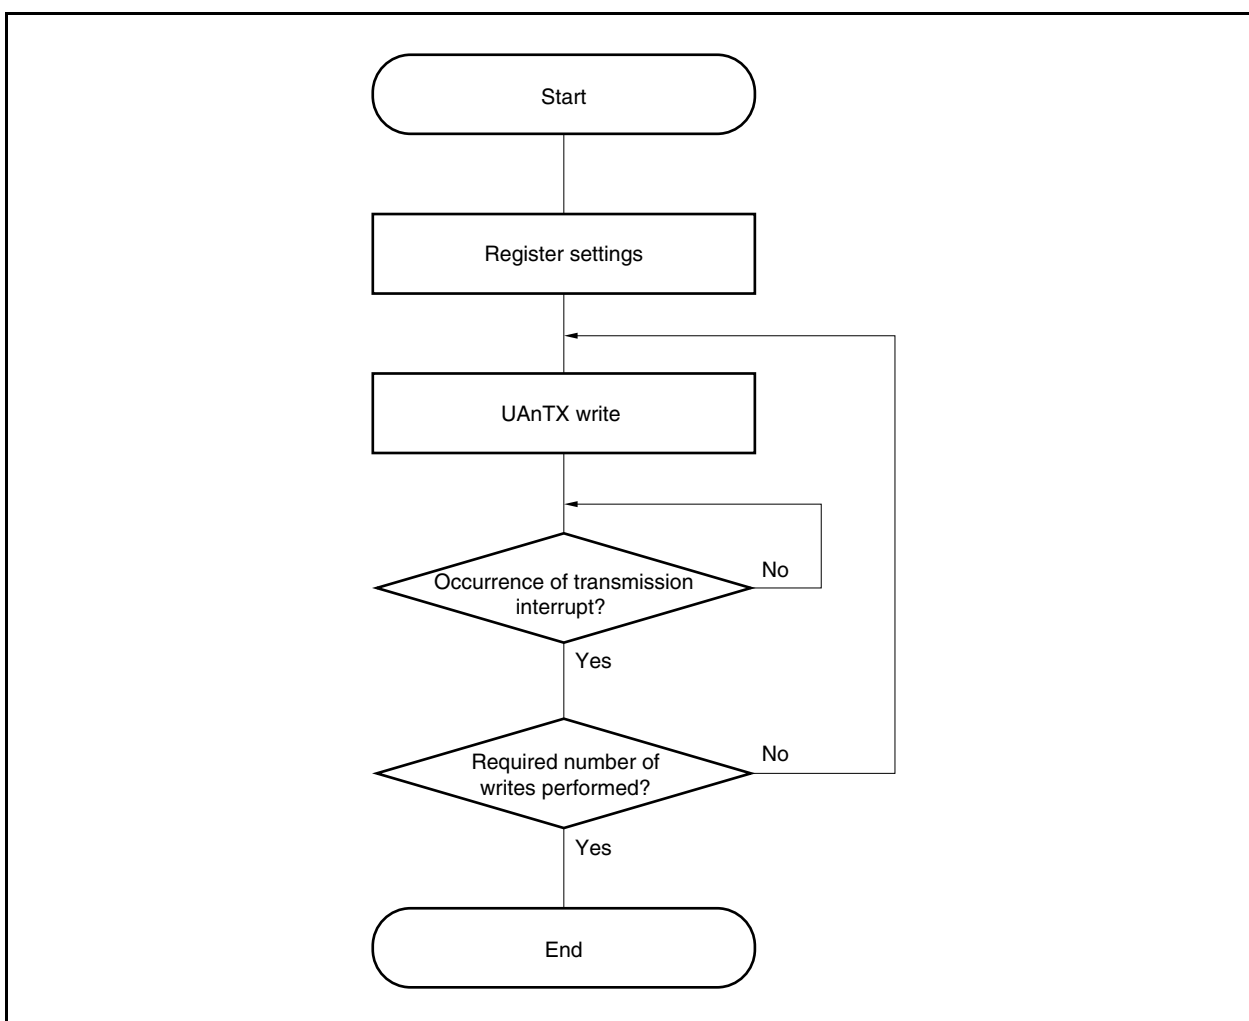 Start
Register settings
UAnTX write
Occurrence of transmission
interrupt?
No
Yes
Required number of
writes performed?
No
Yes
End